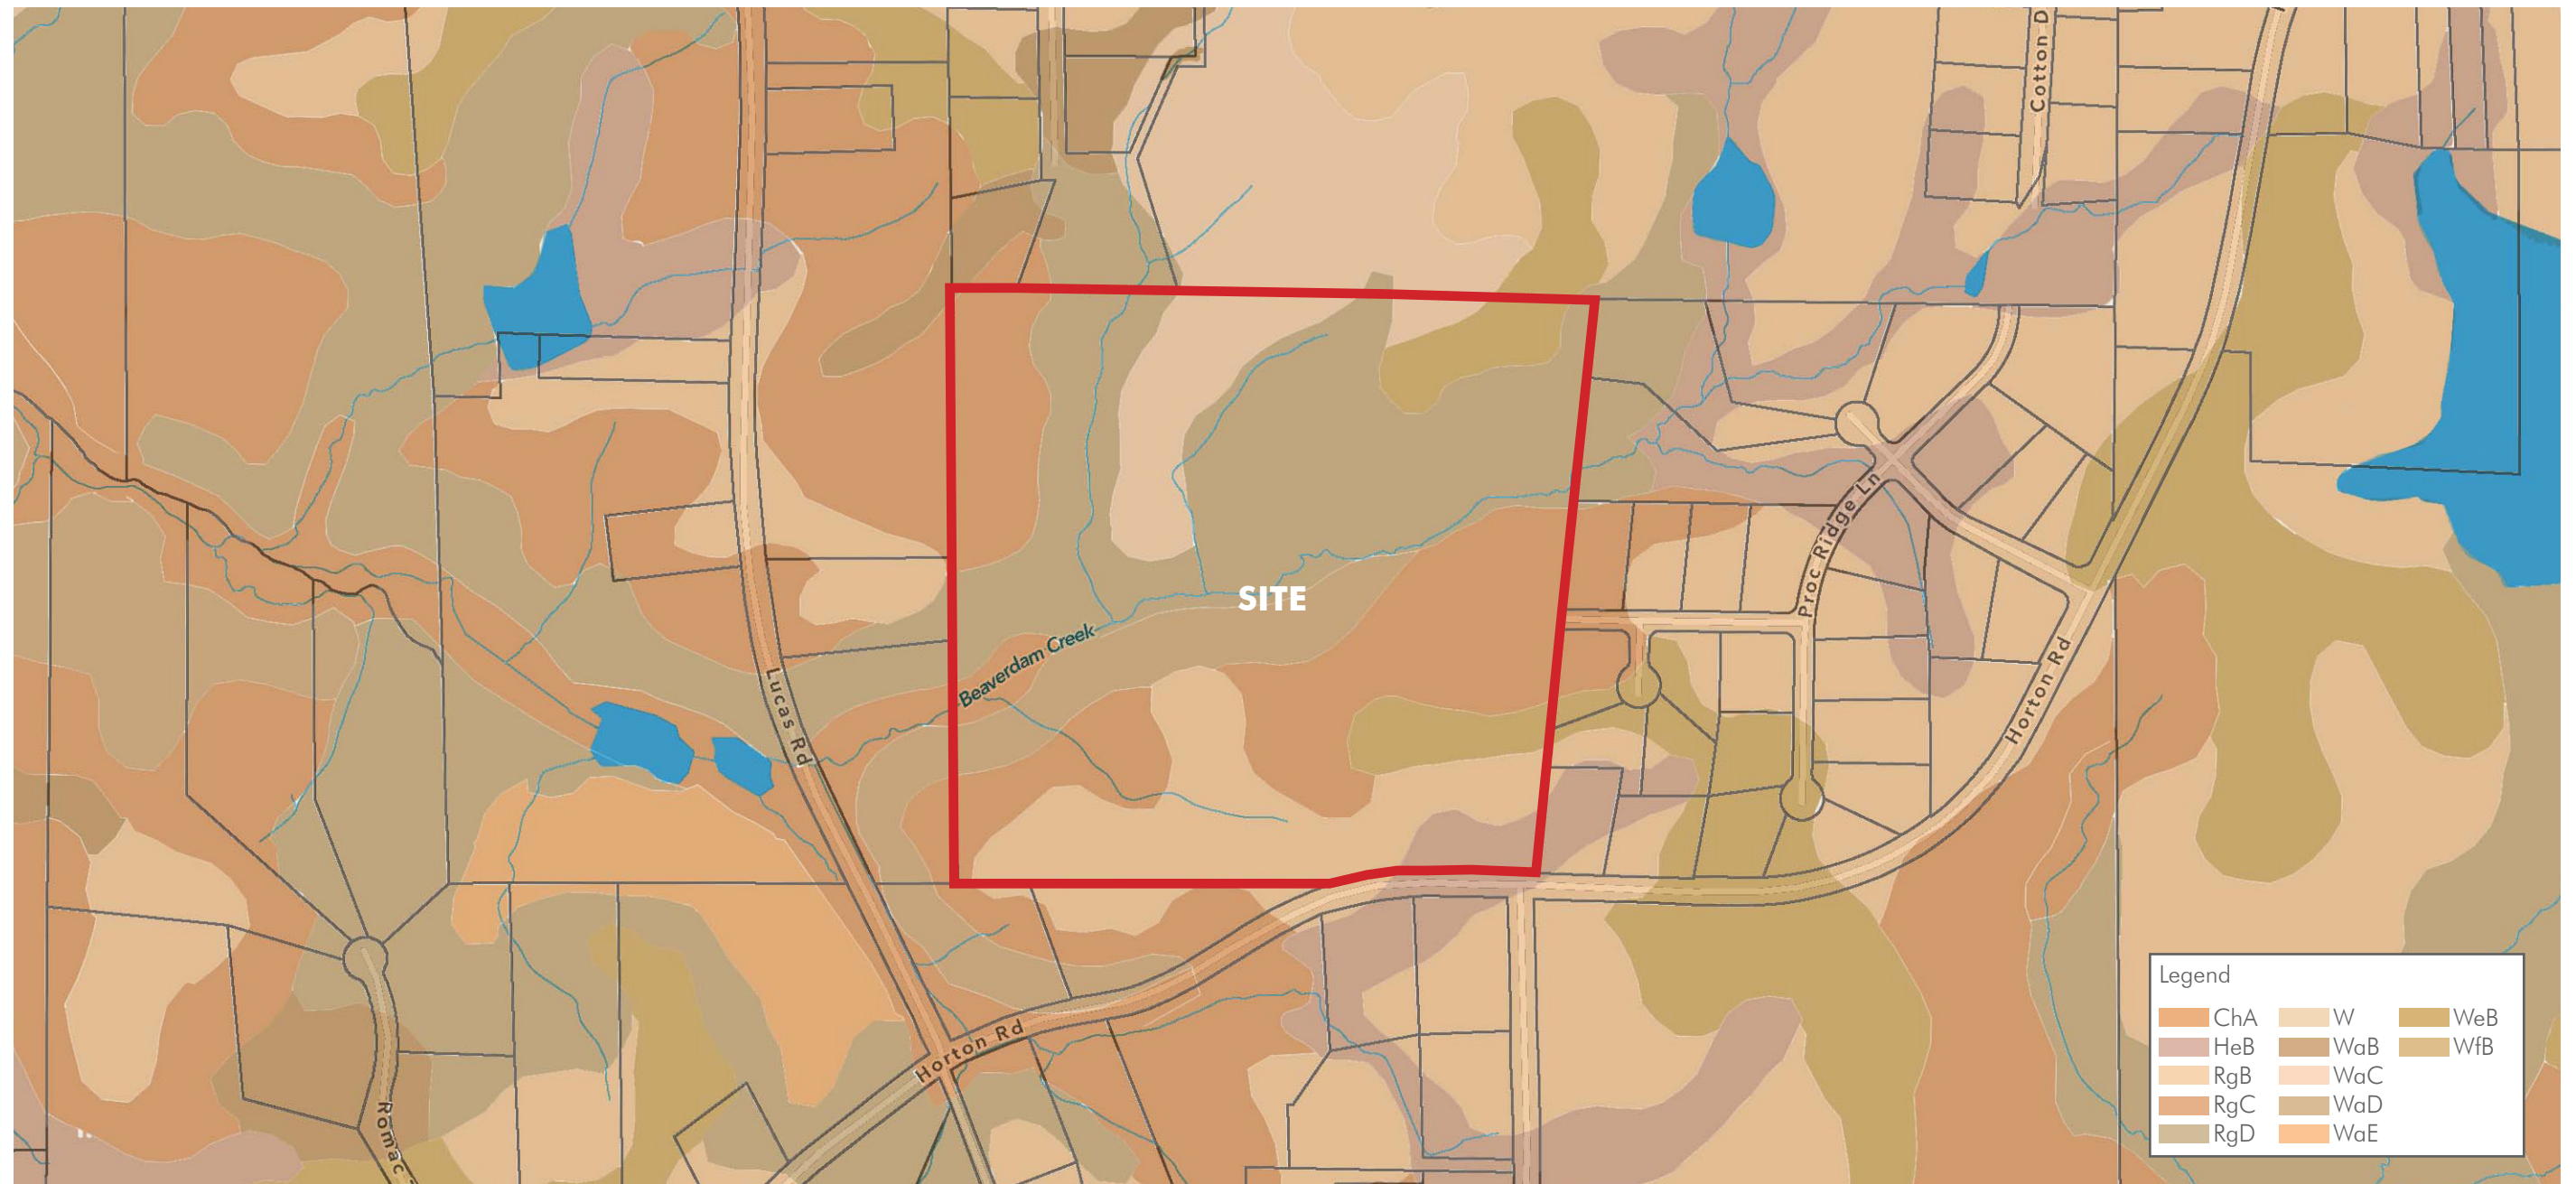 Cotton D
Proc Ridge Ln
SITE
Beaverdam Creek
Lucas Rd
Horton Rd
Horton Rd
Romac
Legend
ChA
HeB
RgB
RgC
RgD
W
WaB
WaC
WaD
WaE
WeB
WfB